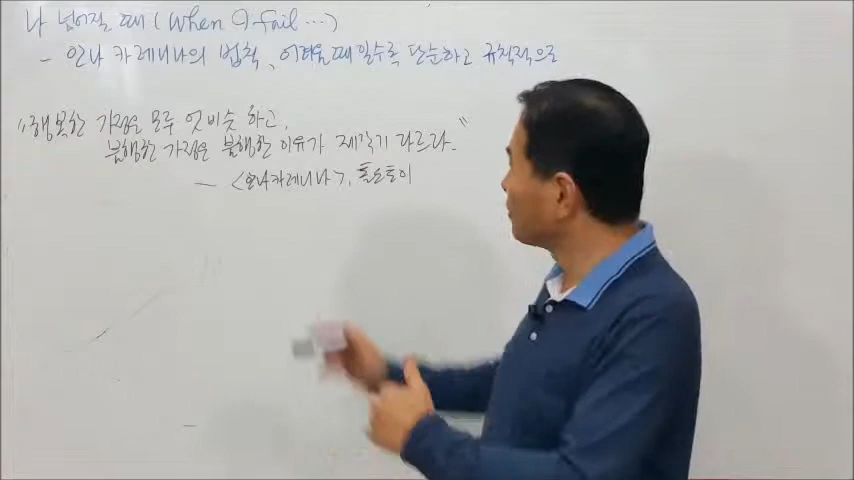 나 넘어질 때 (When I fail …)
- 안나 카레니나의 법칙, 어려울때일수록 단순하고 규칙적으로
"행복한 가정은 모두 엇비슷 하고,
불행한 가정은 불행한 이유가 제각기 다르다."
- <안나카레니나>, 톨스토이